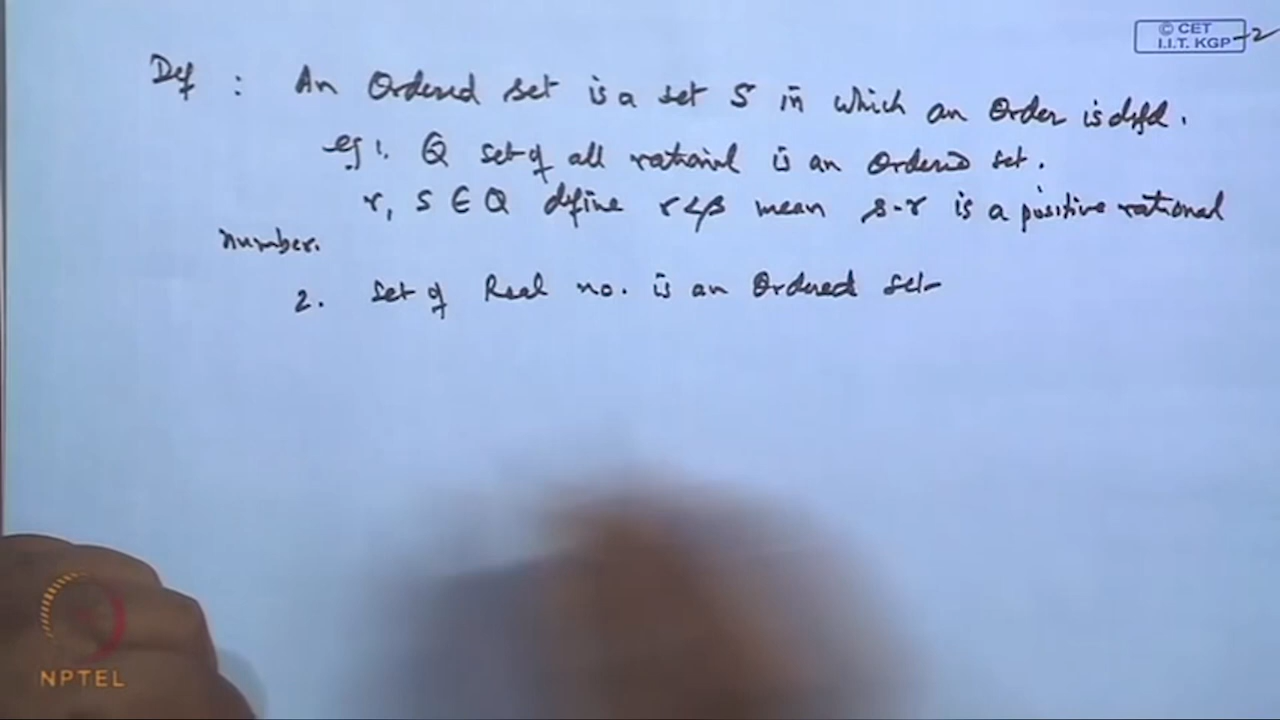 © CET
I.I.T. KGP -2
Def : An Ordered set is a set S in which an Order is defd.
eg 1. Q set of all rational is an Ordered set.
r, s ∈ Q define r<s mean s-r is a positive rational
number.
2. Set of Real no. is an Ordered set
NPTEL